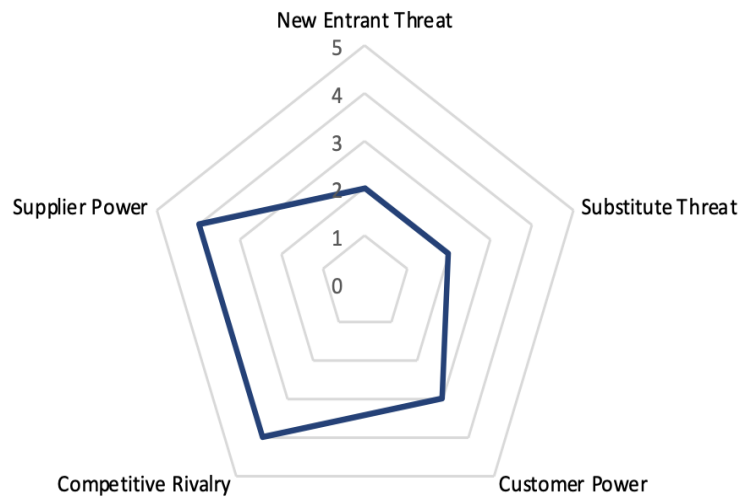 New Entrant Threat
5
4
3
2
1
0
Supplier Power
Substitute Threat
Competitive Rivalry
Customer Power